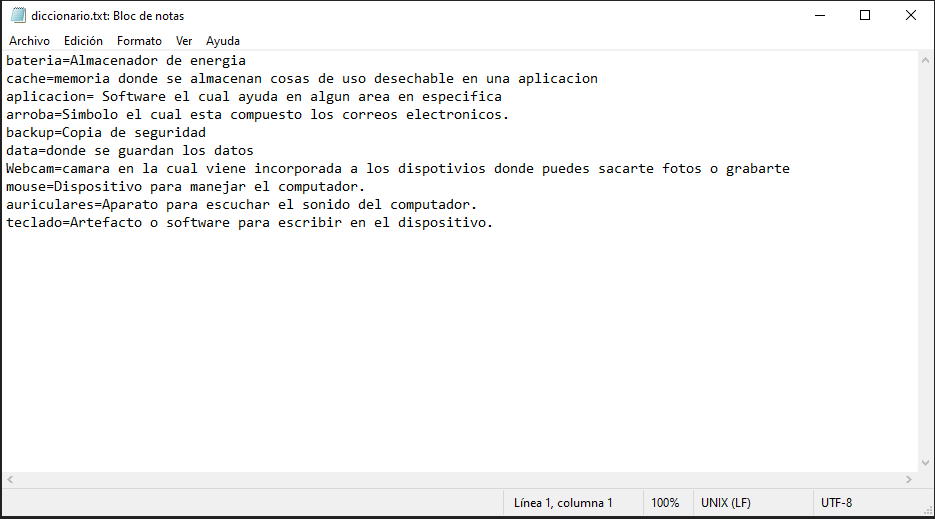 diccionario.txt: Bloc de notas
Archivo Edición Formato Ver Ayuda
bateria=Almacenador de energia
cache=memoria donde se almacenan cosas de uso desechable en una aplicacion
aplicacion= Software el cual ayuda en algun area en especifica
arroba=Simbolo el cual esta compuesto los correos electronicos.
backup=Copia de seguridad
data=donde se guardan los datos
Webcam=camara en la cual viene incorporada a los dispotivios donde puedes sacarte fotos o grabarte
mouse=Dispositivo para manejar el computador.
auriculares=Aparato para escuchar el sonido del computador.
teclado=Artefacto o software para escribir en el dispositivo.
Línea 1, columna 1 100% UNIX (LF) UTF-8